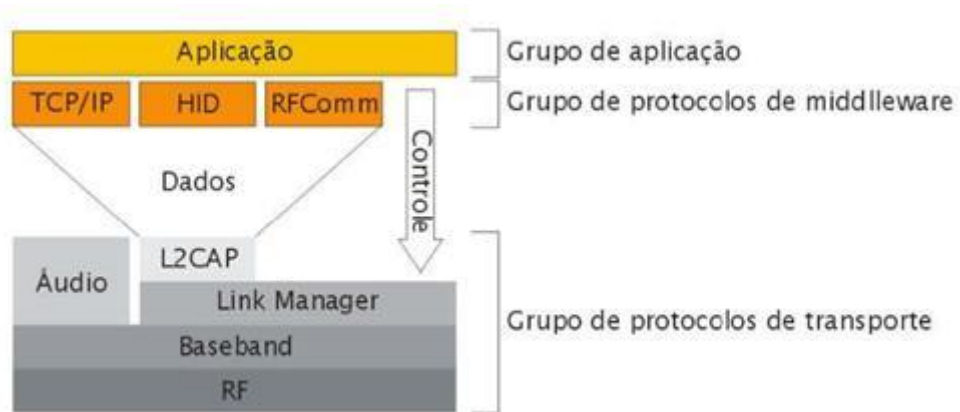 Aplicação
Grupo de aplicação
TCP/IP
HID
RFComm
Grupo de protocolos de middlleware
Controle
Dados
L2CAP
Áudio
Link Manager
Grupo de protocolos de transporte
Baseband
RF